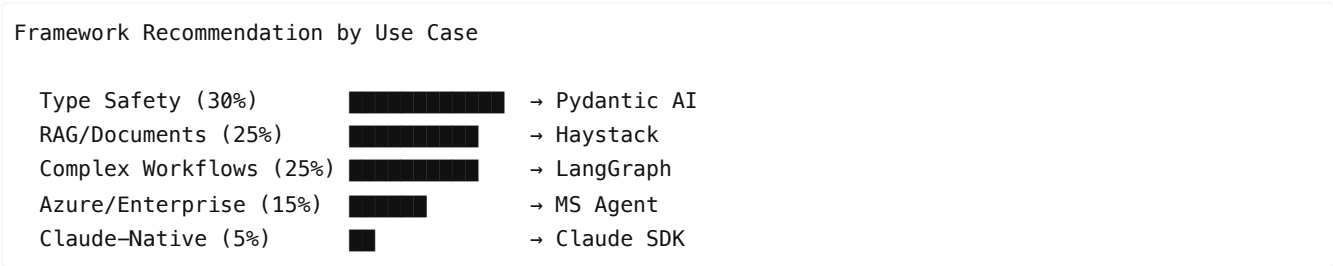 Framework Recommendation by Use Case
Type Safety (30%) ████████████ → Pydantic AI
RAG/Documents (25%) ██████████ → Haystack
Complex Workflows (25%) ██████████ → LangGraph
Azure/Enterprise (15%) ██████ → MS Agent
Claude-Native (5%) ██ → Claude SDK